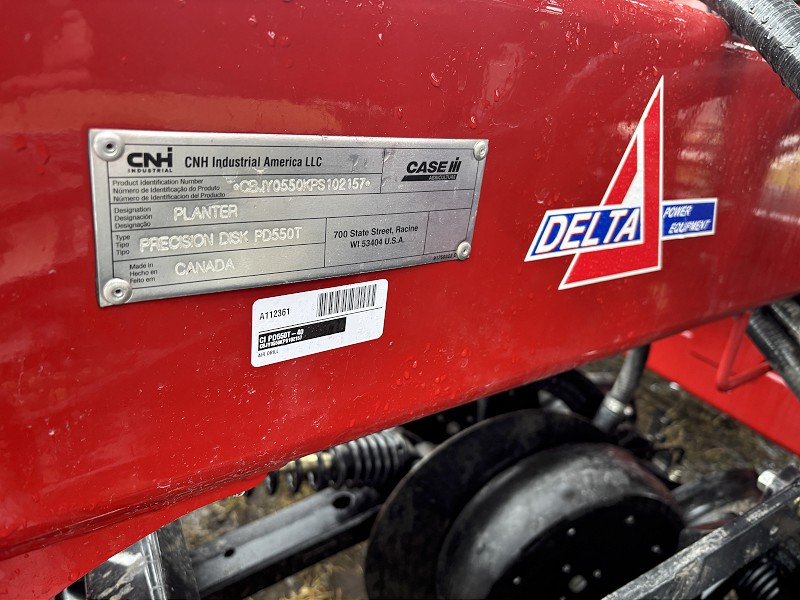 CNH
INDUSTRIAL
CNH Industrial America LLC
Product Identification Number
Número de Identificação do Produto
Número de Identificacion del Producto
*CBJY0550KPS102157*
CASE IH
AGRICULTURE
Designation
Designación
Designação
PLANTER
Type
Tipo
Tipo
PRECISION DISK PD550T
Made in
Hecho en
Feito em
CANADA
700 State Street, Racine
WI 53404 U.S.A.
A112361
CI PD550T-40
CBJY0550KPS102157
AIR DRILL
DELTA
POWER
EQUIPMENT